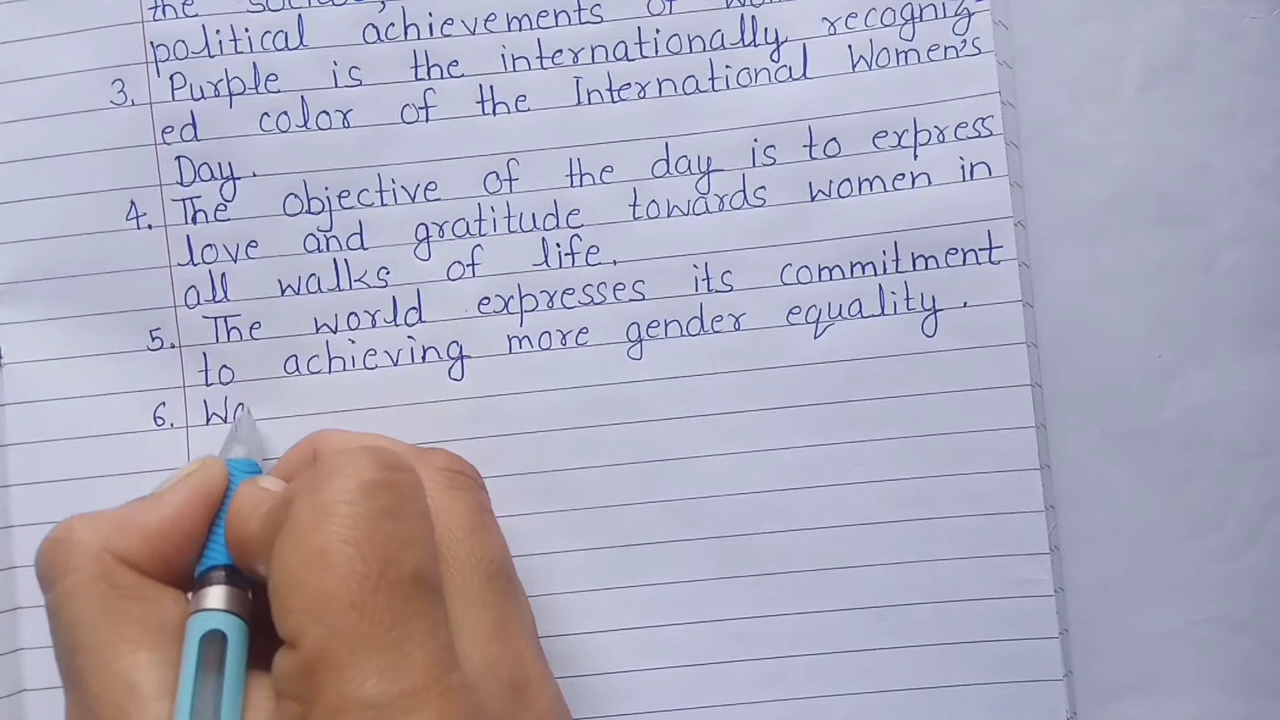 the
political achievements of
3. Purple is the internationally recogniz-
ed color of the International Women's
Day.
4. The objective of the day is to express
love and gratitude towards women in
all walks of life.
5. The world expresses its commitment
to achieving more gender equality.
6. Wo